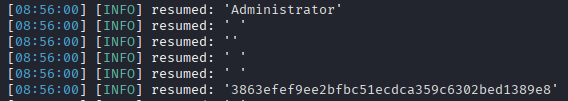 [08:56:00] [INFO] resumed: 'Administrator'
[08:56:00] [INFO] resumed: ' '
[08:56:00] [INFO] resumed: ''
[08:56:00] [INFO] resumed: ' '
[08:56:00] [INFO] resumed: ' '
[08:56:00] [INFO] resumed: '3863efef9ee2bfbc51ecdca359c6302bed1389e8'